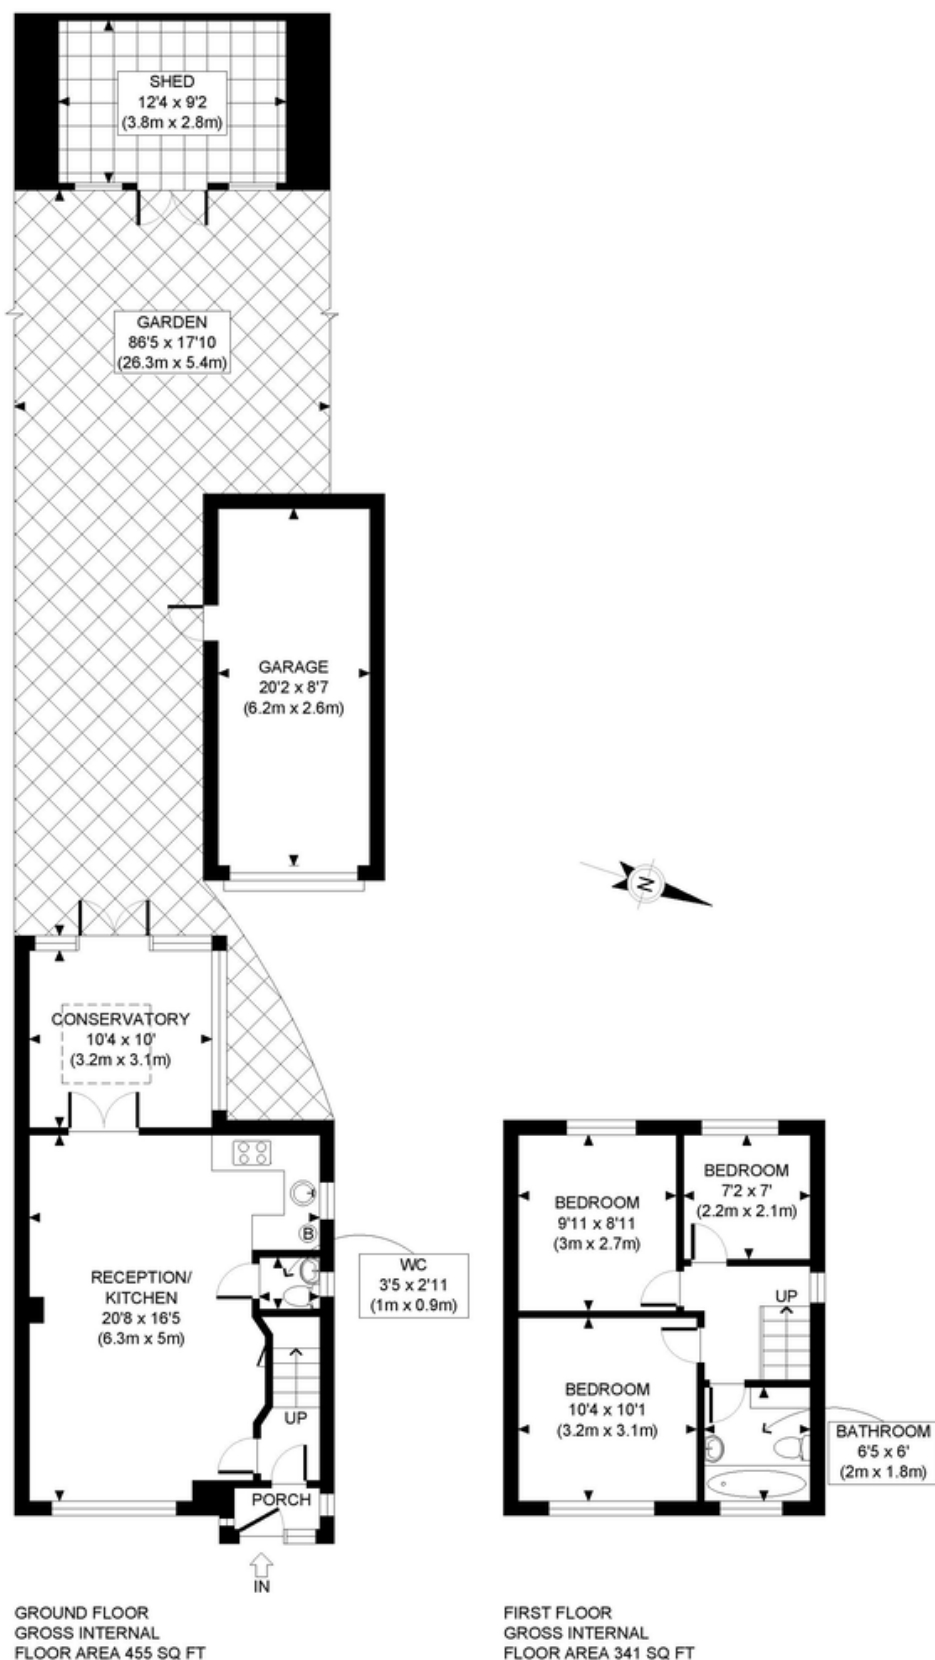 SHED
12'4 x 9'2
(3.8m x 2.8m)
GARDEN
86'5 x 17'10
(26.3m x 5.4m)
GARAGE
20'2 x 8'7
(6.2m x 2.6m)
N
CONSERVATORY
10'4 x 10'
(3.2m x 3.1m)
B
WC
3'5 x 2'11
(1m x 0.9m)
RECEPTION/
KITCHEN
20'8 x 16'5
(6.3m x 5m)
UP
PORCH
IN
BEDROOM
9'11 x 8'11
(3m x 2.7m)
BEDROOM
7'2 x 7'
(2.2m x 2.1m)
UP
BEDROOM
10'4 x 10'1
(3.2m x 3.1m)
BATHROOM
6'5 x 6'
(2m x 1.8m)
GROUND FLOOR
GROSS INTERNAL
FLOOR AREA 455 SQ FT
FIRST FLOOR
GROSS INTERNAL
FLOOR AREA 341 SQ FT